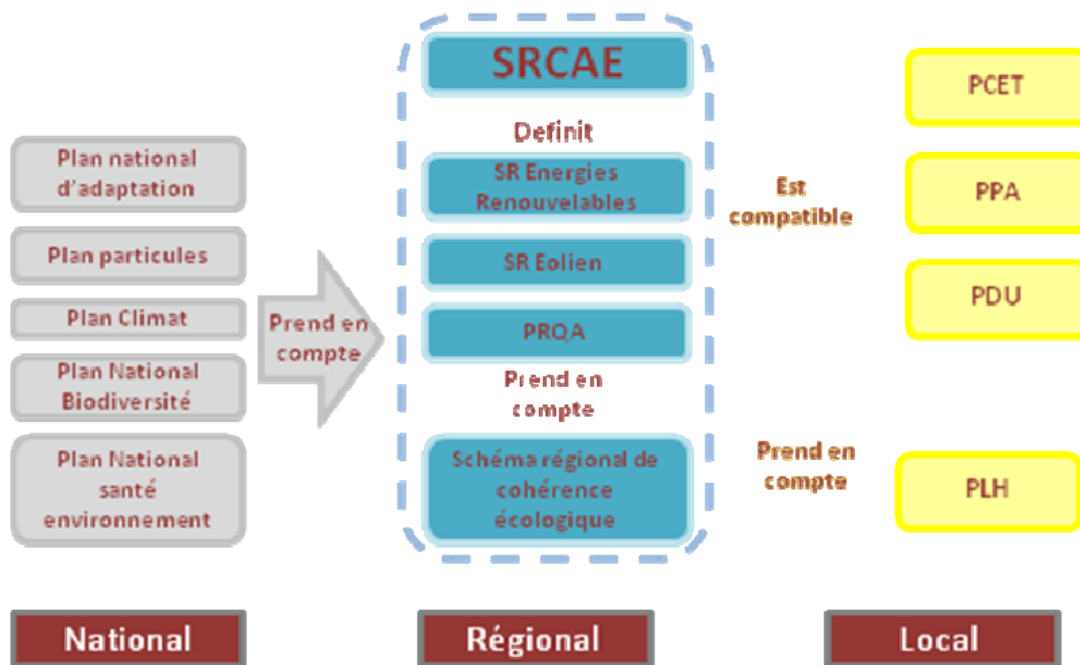 Plan national
d'adaptation
Plan particules
Plan Climat
Plan National
Biodiversité
Plan National
santé
environnement
Prend en
compte
SRCAE
Definit
SR Energies
Renouvelables
SR Eolien
PRQA
Prend en
compte
Schéma régional de
cohérence
écologique
Est
compatible
Prend en
compte
PCET
PPA
PDU
PLH
National
Régional
Local